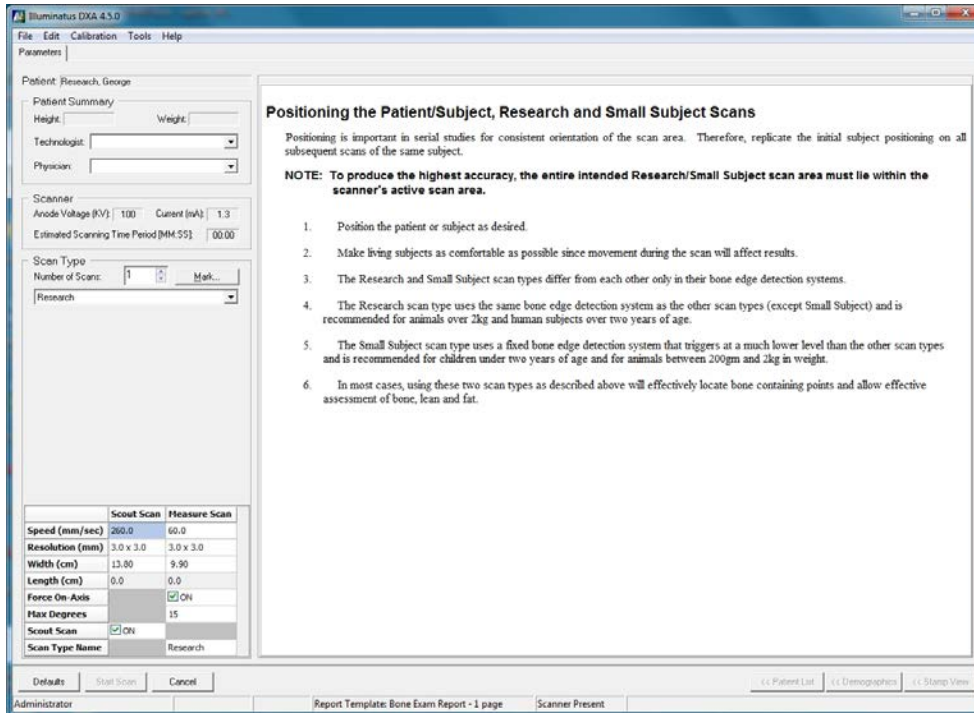 Illuminatus DXA 4.5.0
File Edit Calibration Tools Help
Parameters
Patient: Research, George
Patient Summary
Height: Weight:
Technologist:
Physician:
Scanner
Anode Voltage (KV): 100 Current (mA): 1.3
Estimated Scanning Time Period [MM:SS]: 00:00
Scan Type
Number of Scans: 1 Mark...
Research
Scout Scan Measure Scan
Speed (mm/sec) 260.0 60.0
Resolution (mm) 3.0 x 3.0 3.0 x 3.0
Width (cm) 13.80 9.90
Length (cm) 0.0 0.0
Force On-Axis ON
Max Degrees 15
Scout Scan ON
Scan Type Name Research
Positioning the Patient/Subject, Research and Small Subject Scans
Positioning is important in serial studies for consistent orientation of the scan area. Therefore, replicate the initial subject positioning on all
subsequent scans of the same subject.
NOTE: To produce the highest accuracy, the entire intended Research/Small Subject scan area must lie within the
scanner's active scan area.
1. Position the patient or subject as desired.
2. Make living subjects as comfortable as possible since movement during the scan will affect results.
3. The Research and Small Subject scan types differ from each other only in their bone edge detection systems.
4. The Research scan type uses the same bone edge detection system as the other scan types (except Small Subject) and is
recommended for animals over 2kg and human subjects over two years of age.
5. The Small Subject scan type uses a fixed bone edge detection system that triggers at a much lower level than the other scan types
and is recommended for children under two years of age and for animals between 200gm and 2kg in weight.
6. In most cases, using these two scan types as described above will effectively locate bone containing points and allow effective
assessment of bone, lean and fat.
Defaults Start Scan Cancel << Patient List << Demographics << Stamp View
Administrator Report Template: Bone Exam Report - 1 page Scanner Present